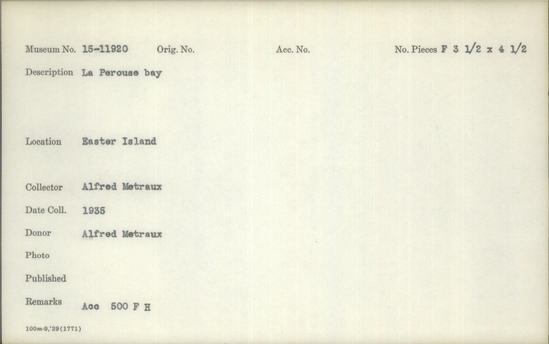 Museum No. 15-11920 Orig. No. Acc. No. No. Pieces F 3 1/2 x 4 1/2
Description La Perouse bay
Location Easter Island
Collector Alfred Metraux
Date Coll. 1935
Donor Alfred Metraux
Photo
Published
Remarks Acc 500 F H
100m-9,'39(1771)